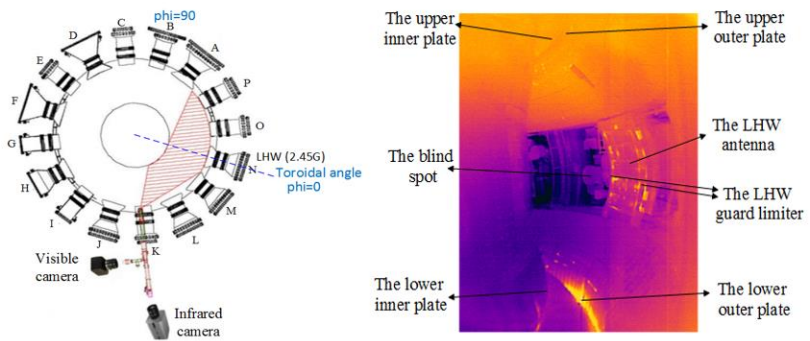 phi=90
C
B
D
A
E
P
F
O
G
LHW (2.45G)
N
Toroidal angle
phi=0
H
M
I
L
J
K
Visible
camera
Infrared
camera
The upper
inner plate
The upper
outer plate
The LHW
antenna
The blind
spot
The LHW
guard limiter
The lower
inner plate
The lower
outer plate